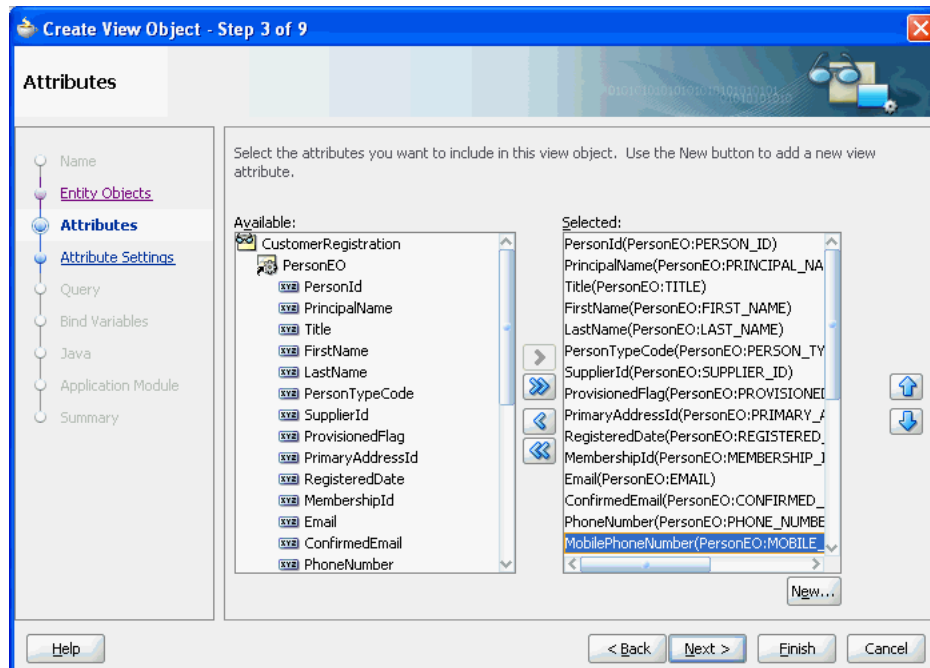 Create View Object - Step 3 of 9
Attributes
Name
Entity Objects
Attributes
Attribute Settings
Query
Bind Variables
Java
Application Module
Summary
Select the attributes you want to include in this view object. Use the New button to add a new view
attribute.
Available:
CustomerRegistration
PersonEO
PersonId
PrincipalName
Title
FirstName
LastName
PersonTypeCode
SupplierId
ProvisionedFlag
PrimaryAddressId
RegisteredDate
MembershipId
Email
ConfirmedEmail
PhoneNumber
Selected:
PersonId(PersonEO:PERSON_ID)
PrincipalName(PersonEO:PRINCIPAL_NA
Title(PersonEO:TITLE)
FirstName(PersonEO:FIRST_NAME)
LastName(PersonEO:LAST_NAME)
PersonTypeCode(PersonEO:PERSON_TY
SupplierId(PersonEO:SUPPLIER_ID)
ProvisionedFlag(PersonEO:PROVISIONED
PrimaryAddressId(PersonEO:PRIMARY_A
RegisteredDate(PersonEO:REGISTERED_
MembershipId(PersonEO:MEMBERSHIP_I
Email(PersonEO:EMAIL)
ConfirmedEmail(PersonEO:CONFIRMED_
PhoneNumber(PersonEO:PHONE_NUMBE
MobilePhoneNumber(PersonEO:MOBILE_
New...
Help
< Back
Next >
Finish
Cancel